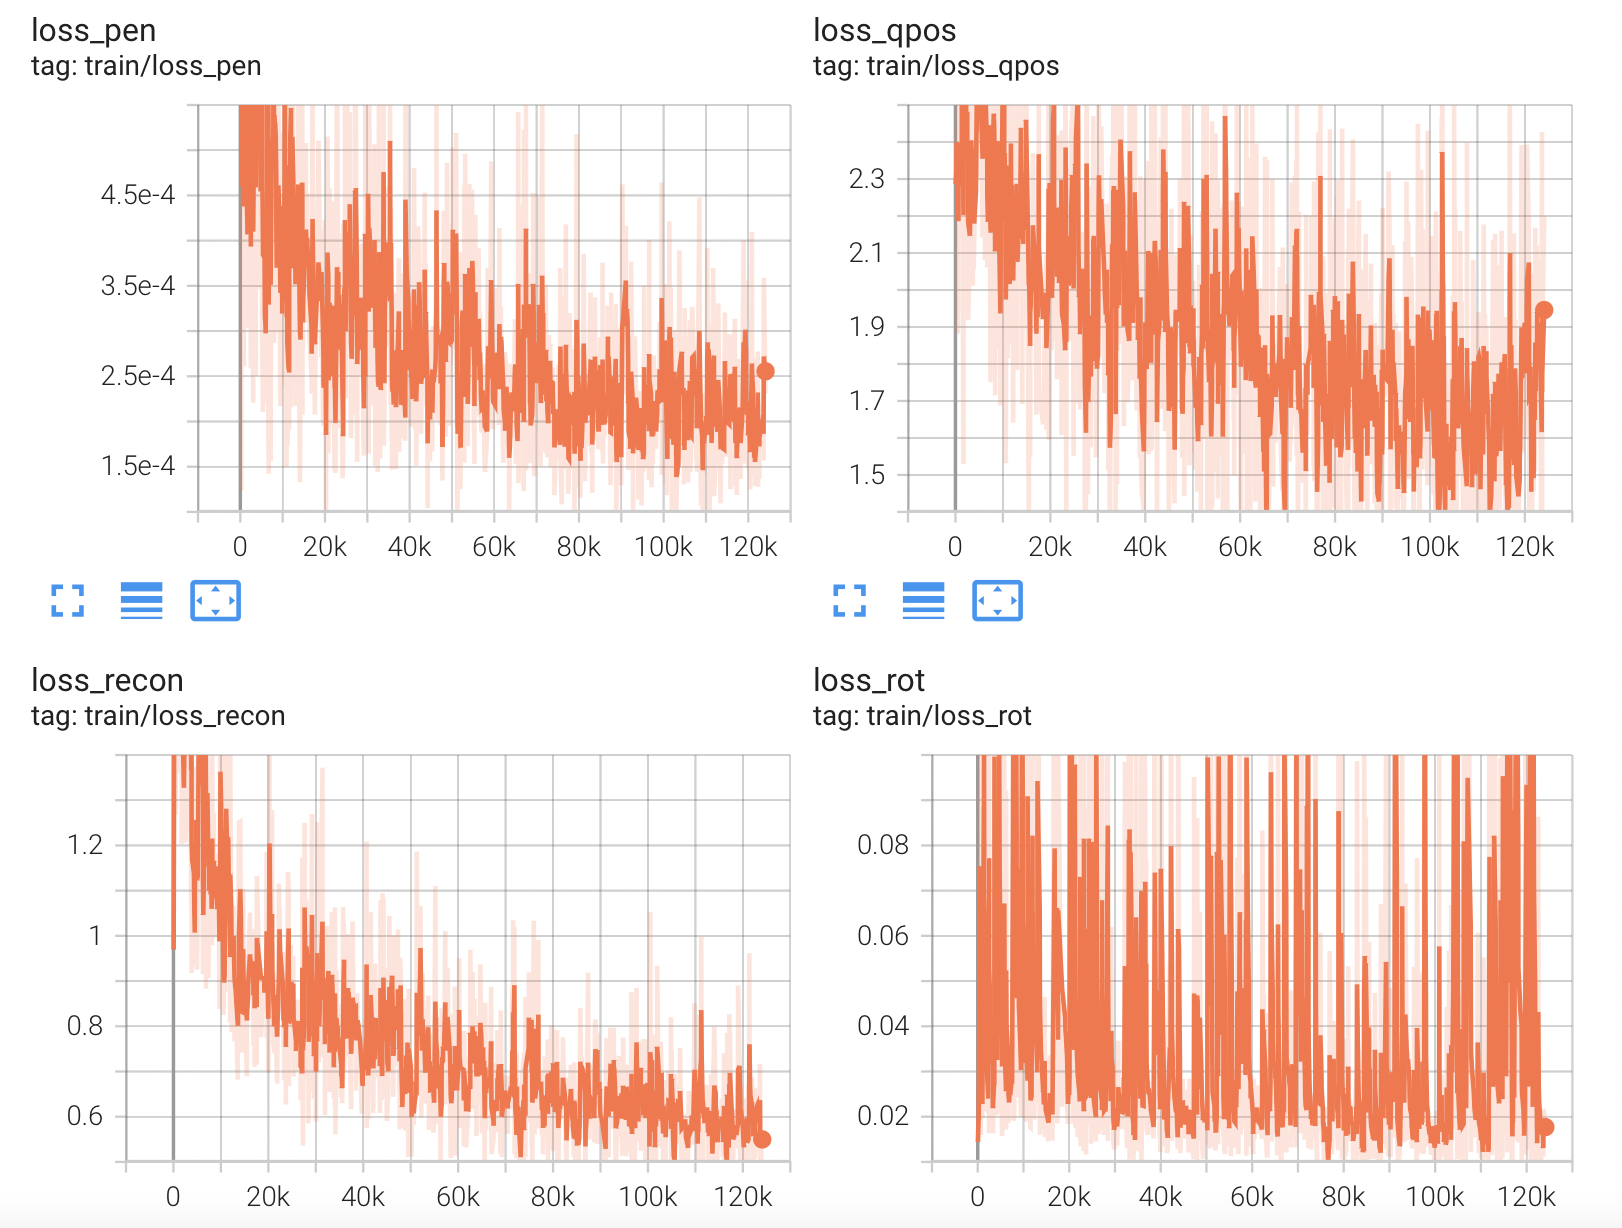 loss_pen
tag: train/loss_pen
4.5e-4
3.5e-4
2.5e-4
1.5e-4
0 20k 40k 60k 80k 100k 120k
loss_qpos
tag: train/loss_qpos
2.3
2.1
1.9
1.7
1.5
0 20k 40k 60k 80k 100k 120k
loss_recon
tag: train/loss_recon
1.2
1
0.8
0.6
0 20k 40k 60k 80k 100k 120k
loss_rot
tag: train/loss_rot
0.08
0.06
0.04
0.02
0 20k 40k 60k 80k 100k 120k